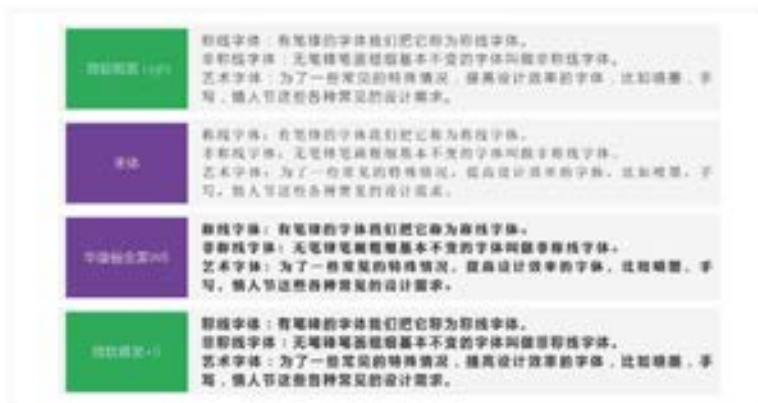 微软雅黑 Light
衬线字体：有笔锋的字体我们把它称为衬线字体。
非衬线字体：无笔锋笔画粗细基本不变的字体叫做非衬线字体。
艺术字体：为了一些常见的特殊情况，提高设计效率的字体，比如喷墨，手
写，情人节这些各种常见的设计需求。
宋体
称线字体：有笔锋的字体我们把它称为称线字体。
非称线字体：无笔锋笔画粗细基本不变的字体叫做非称线字体。
艺术字体：为了一些常见的特殊情况，提高设计效率的字体，比如喷墨，手
写，情人节这些各种常见的设计需求。
称线字体：有笔锋的字体我们把它称为称线字体。
非称线字体：无笔锋笔画粗细基本不变的字体叫做非称线字体。
艺术字体：为了一些常见的特殊情况，提高设计效率的字体，比如喷墨，手
写，情人节这些各种常见的设计需求。
衬线字体：有笔锋的字体我们把它称为衬线字体。
非衬线字体：无笔锋笔画粗细基本不变的字体叫做非衬线字体。
艺术字体：为了一些常见的特殊情况，提高设计效率的字体，比如喷墨，手
写，情人节这些各种常见的设计需求。